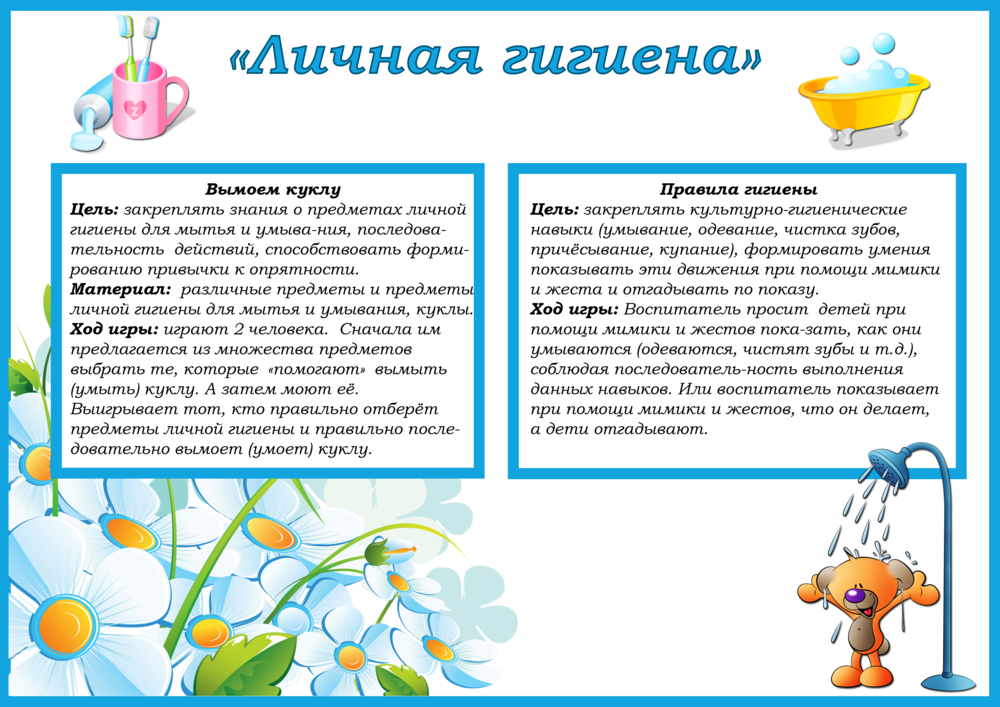 «Личная гигиена»
Z
Вымоем куклу
Цель: закреплять знания о предметах личной
гигиены для мытья и умыва-ния, последова-
тельность действий, способствовать форми-
рованию привычки к опрятности.
Материал: различные предметы и предметы
личной гигиены для мытья и умывания, куклы.
Ход игры: играют 2 человека. Сначала им
предлагается из множества предметов
выбрать те, которые «помогают» вымыть
(умыть) куклу. А затем моют её.
Выигрывает тот, кто правильно отберёт
предметы личной гигиены и правильно после-
довательно вымоет (умоет) куклу.
Правила гигиены
Цель: закреплять культурно-гигиенические
навыки (умывание, одевание, чистка зубов,
причёсывание, купание), формировать умения
показывать эти движения при помощи мимики
и жеста и отгадывать по показу.
Ход игры: Воспитатель просит детей при
помощи мимики и жестов пока-зать, как они
умываются (одеваются, чистят зубы и т.д.),
соблюдая последователь-ность выполнения
данных навыков. Или воспитатель показывает
при помощи мимики и жестов, что он делает,
а дети отгадывают.